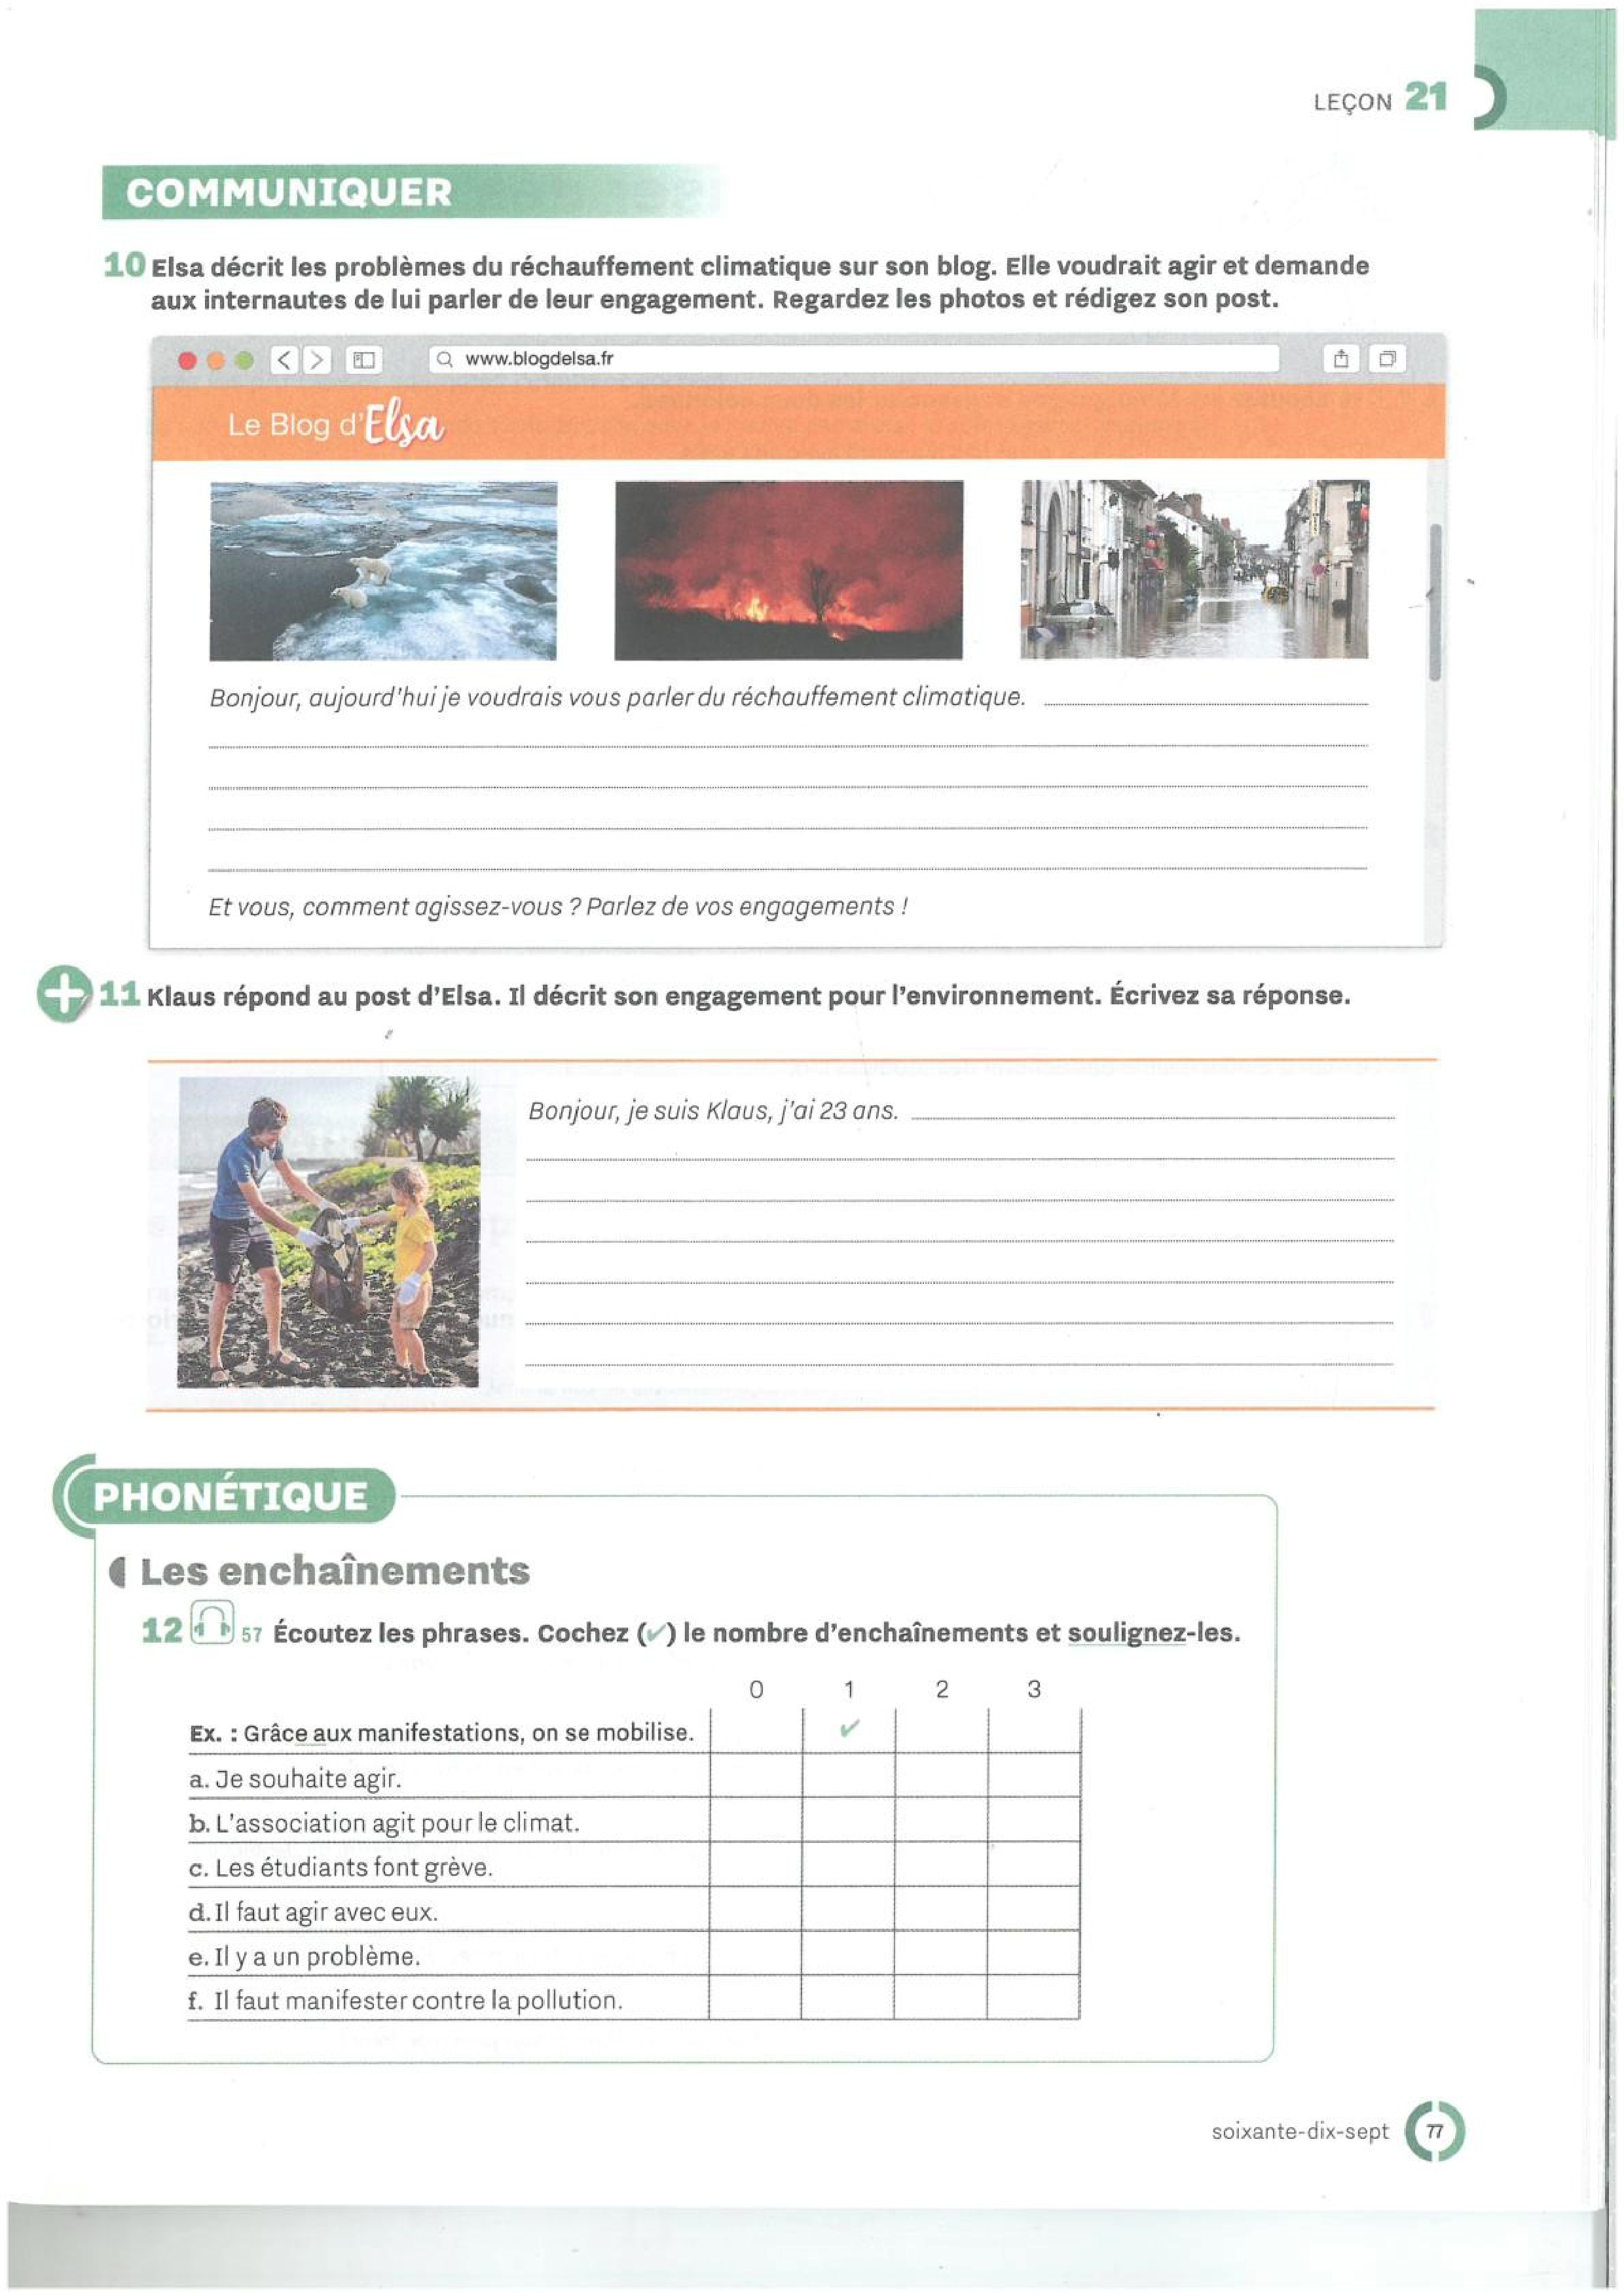 LEÇON 21
COMMUNIQUER
10 Elsa décrit les problèmes du réchauffement climatique sur son blog. Elle voudrait agir et demande
aux internautes de lui parler de leur engagement. Regardez les photos et rédigez son post.
www.blogdelsa.fr
Le Blog d'Elsa
Bonjour, aujourd'hui je voudrais vous parler du réchauffement climatique.
Et vous, comment agissez-vous ? Parlez de vos engagements !
+ 11 Klaus répond au post d'Elsa. Il décrit son engagement pour l'environnement. Écrivez sa réponse.
Bonjour, je suis Klaus, j'ai 23 ans.
PHONÉTIQUE
Les enchaînements
12 57 Écoutez les phrases. Cochez (✔) le nombre d'enchaînements et soulignez-les.
0 1 2 3
Ex. : Grâce aux manifestations, on se mobilise. ✔
a. Je souhaite agir.
b. L'association agit pour le climat.
c. Les étudiants font grève.
d. Il faut agir avec eux.
e. Il y a un problème.
f. Il faut manifester contre la pollution.
soixante-dix-sept 77